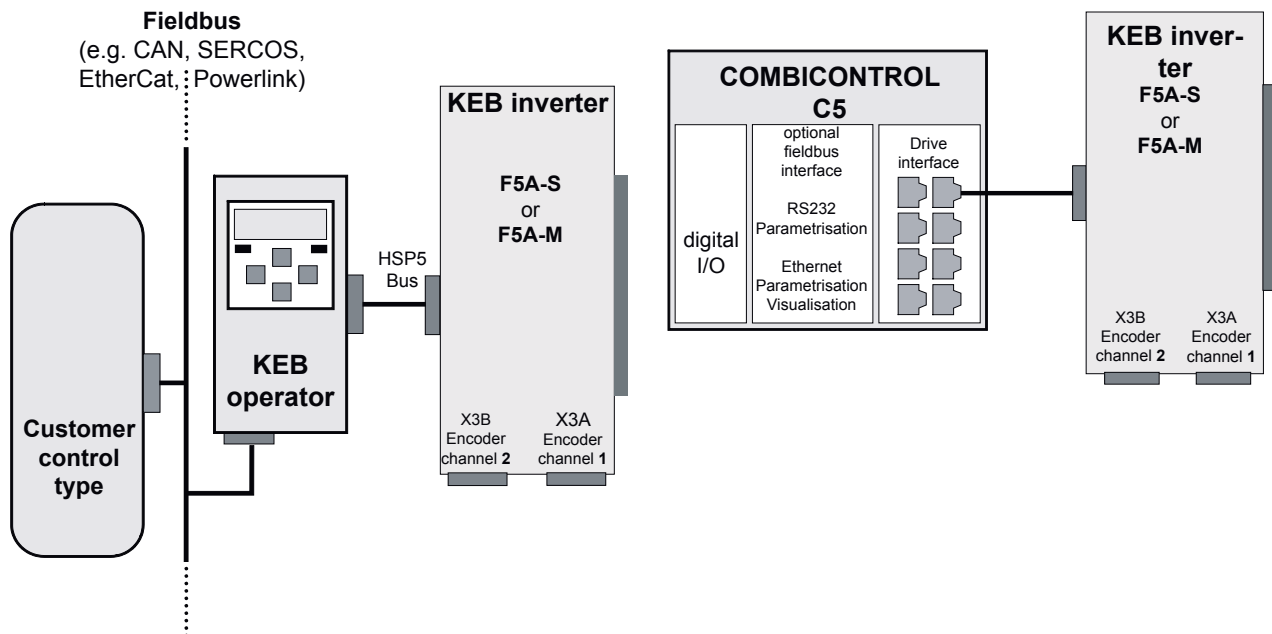 Fieldbus
(e.g. CAN, SERCOS,
EtherCat, Powerlink)
Customer
control
type
KEB
operator
HSP5
Bus
KEB inverter
F5A-S
or
F5A-M
X3B
Encoder
channel 2
X3A
Encoder
channel 1
COMBICONTROL
C5
digital
I/O
optional
fieldbus
interface
RS232
Parametrisation
Ethernet
Parametrisation
Visualisation
Drive
interface
KEB inver-
ter
F5A-S
or
F5A-M
X3B
Encoder
channel 2
X3A
Encoder
channel 1